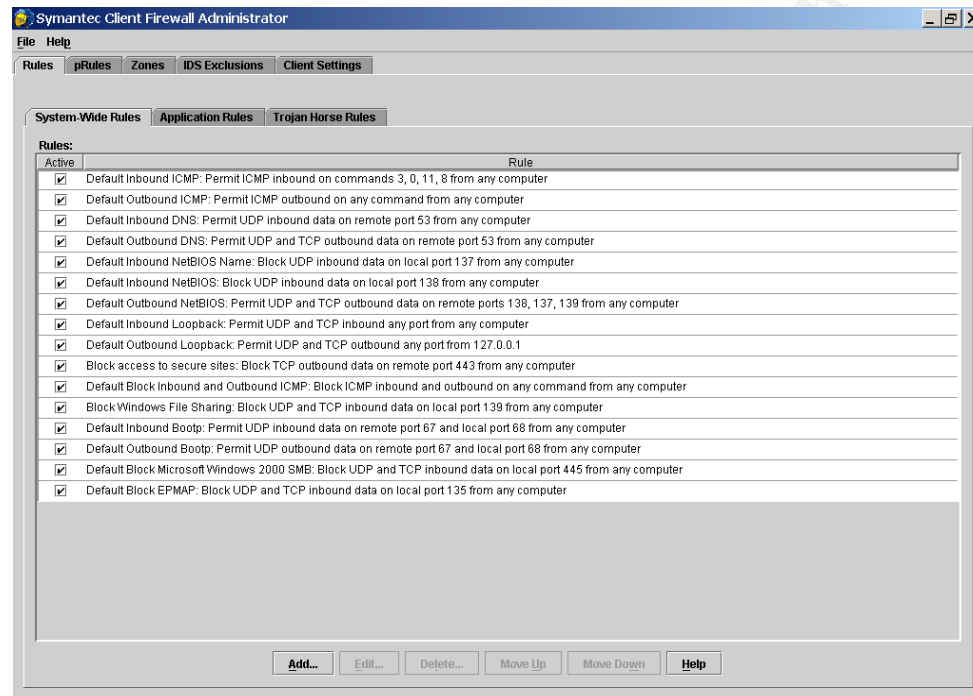 Symantec Client Firewall Administrator
File Help
Rules pRules Zones IDS Exclusions Client Settings
System-Wide Rules Application Rules Trojan Horse Rules
Rules:
Active Rule
Default Inbound ICMP: Permit ICMP inbound on commands 3, 0, 11, 8 from any computer
Default Outbound ICMP: Permit ICMP outbound on any command from any computer
Default Inbound DNS: Permit UDP inbound data on remote port 53 from any computer
Default Outbound DNS: Permit UDP and TCP outbound data on remote port 53 from any computer
Default Inbound NetBIOS Name: Block UDP inbound data on local port 137 from any computer
Default Inbound NetBIOS: Block UDP inbound data on local port 138 from any computer
Default Outbound NetBIOS: Permit UDP and TCP outbound data on remote ports 138, 137, 139 from any computer
Default Inbound Loopback: Permit UDP and TCP inbound any port from any computer
Default Outbound Loopback: Permit UDP and TCP outbound any port from 127.0.0.1
Block access to secure sites: Block TCP outbound data on remote port 443 from any computer
Default Block Inbound and Outbound ICMP: Block ICMP inbound and outbound on any command from any computer
Block Windows File Sharing: Block UDP and TCP inbound data on local port 139 from any computer
Default Inbound Bootp: Permit UDP inbound data on remote port 67 and local port 68 from any computer
Default Outbound Bootp: Permit UDP outbound data on remote port 67 and local port 68 from any computer
Default Block Microsoft Windows 2000 SMB: Block UDP and TCP inbound data on local port 445 from any computer
Default Block EPMAP: Block UDP and TCP inbound data on local port 135 from any computer
Add... Edit... Delete... Move Up Move Down Help